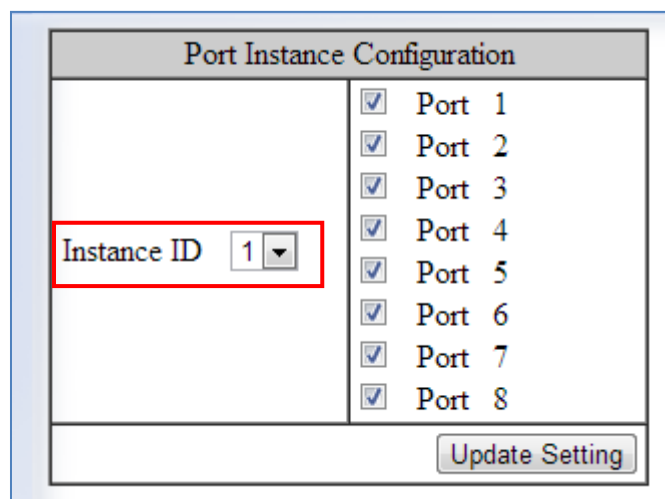 Port Instance Configuration
Port 1
Port 2
Port 3
Port 4
Instance ID 1
Port 5
Port 6
Port 7
Port 8
Update Setting